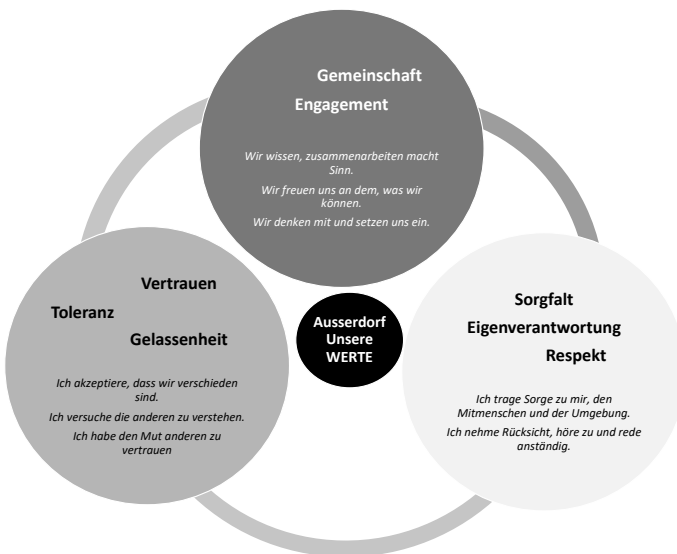 Gemeinschaft
Engagement
Wir wissen, zusammenarbeiten macht
Sinn.
Wir freuen uns an dem, was wir
können.
Wir denken mit und setzen uns ein.
Vertrauen
Toleranz
Gelassenheit
Ich akzeptiere, dass wir verschieden
sind.
Ich versuche die anderen zu verstehen.
Ich habe den Mut anderen zu
vertrauen
Ausserdorf
Unsere
WERTE
Sorgfalt
Eigenverantwortung
Respekt
Ich trage Sorge zu mir, den
Mitmenschen und der Umgebung.
Ich nehme Rücksicht, höre zu und rede
anständig.